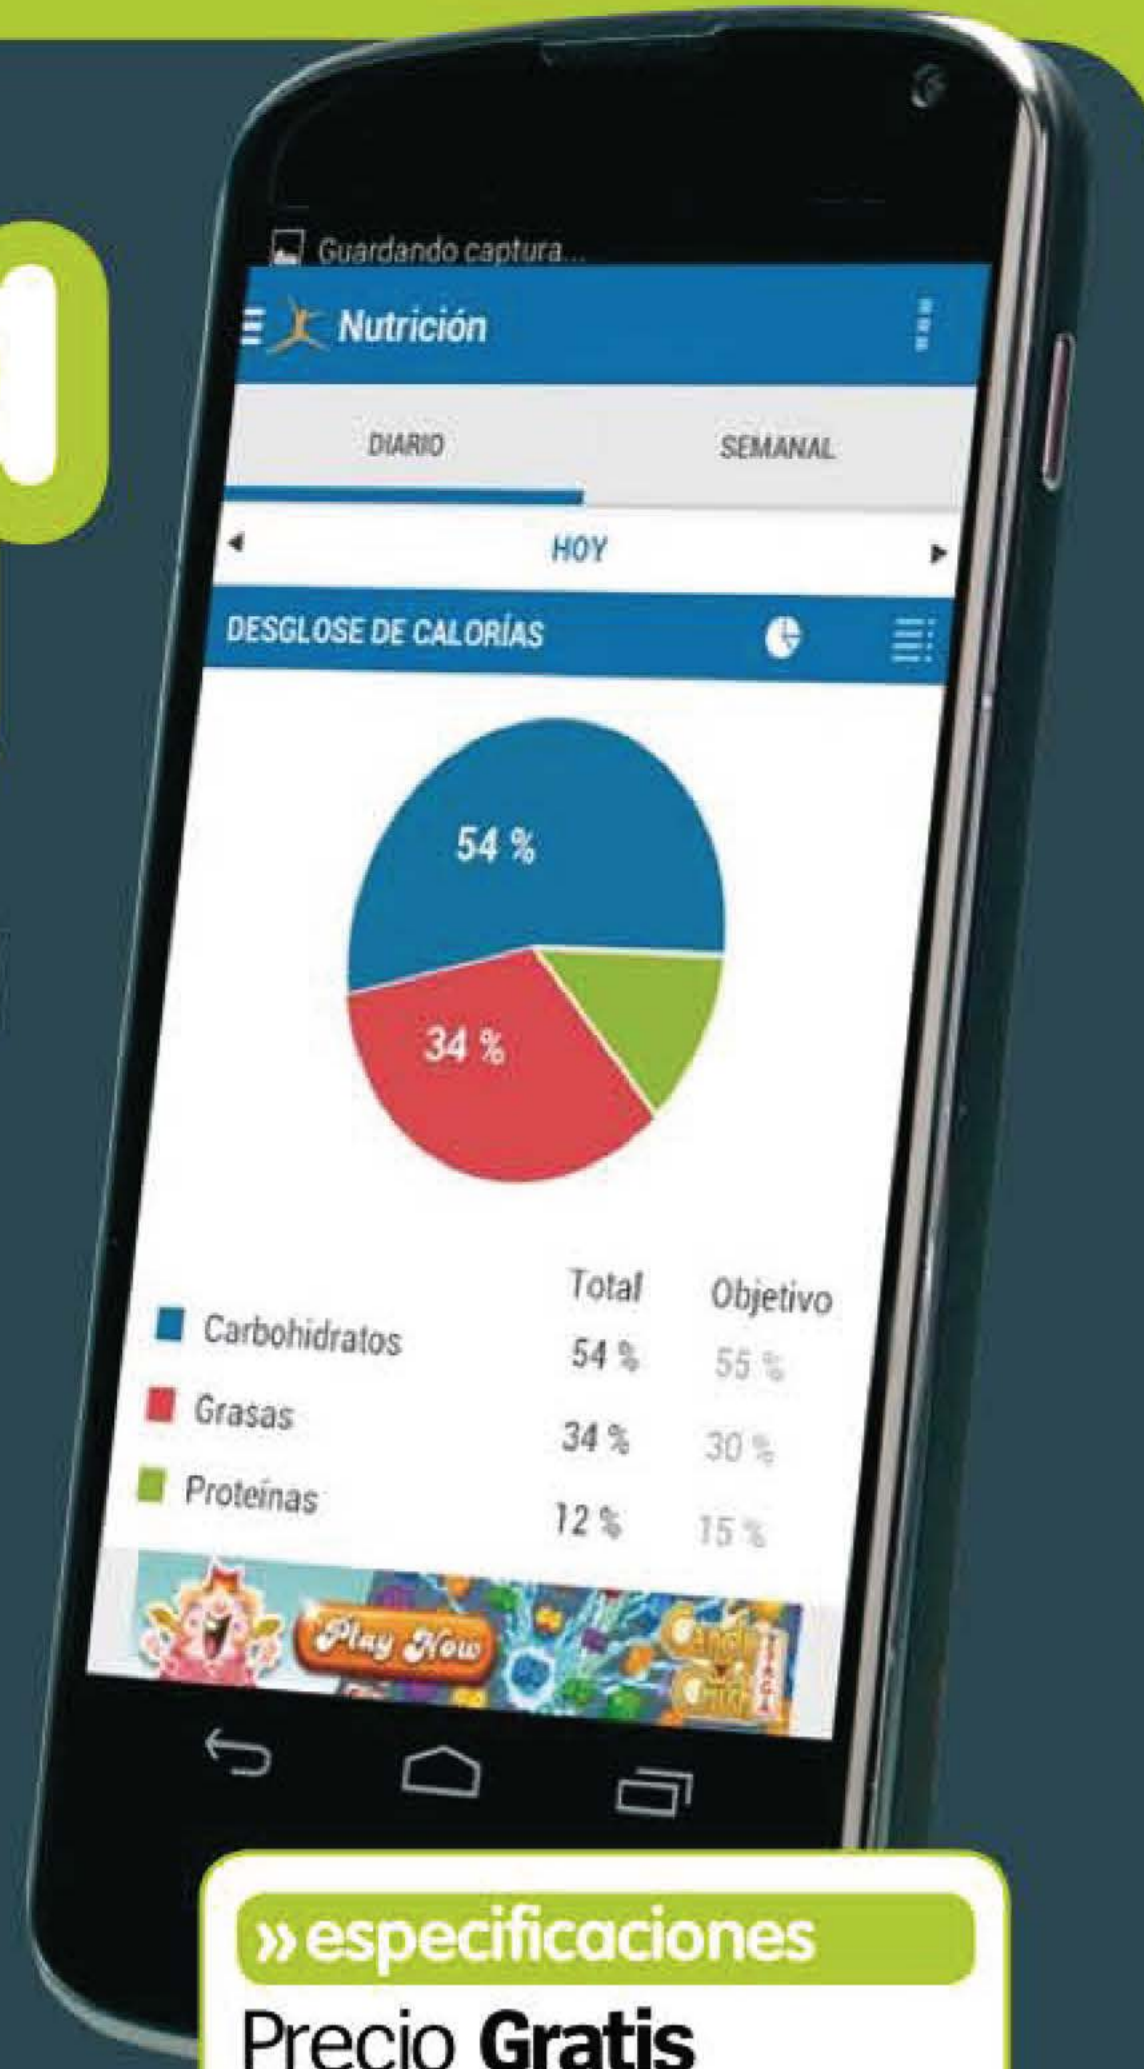 Guardando captura...
Nutrición
DIARIO SEMANAL
HOY
DESGLOSE DE CALORÍAS
54 %
34 %
Total Objetivo
Carbohidratos 54 % 55 %
Grasas 34 % 30 %
Proteínas 12 % 15 %
Play Now
Candy
Crush
SAGA
»especificaciones
Precio Gratis